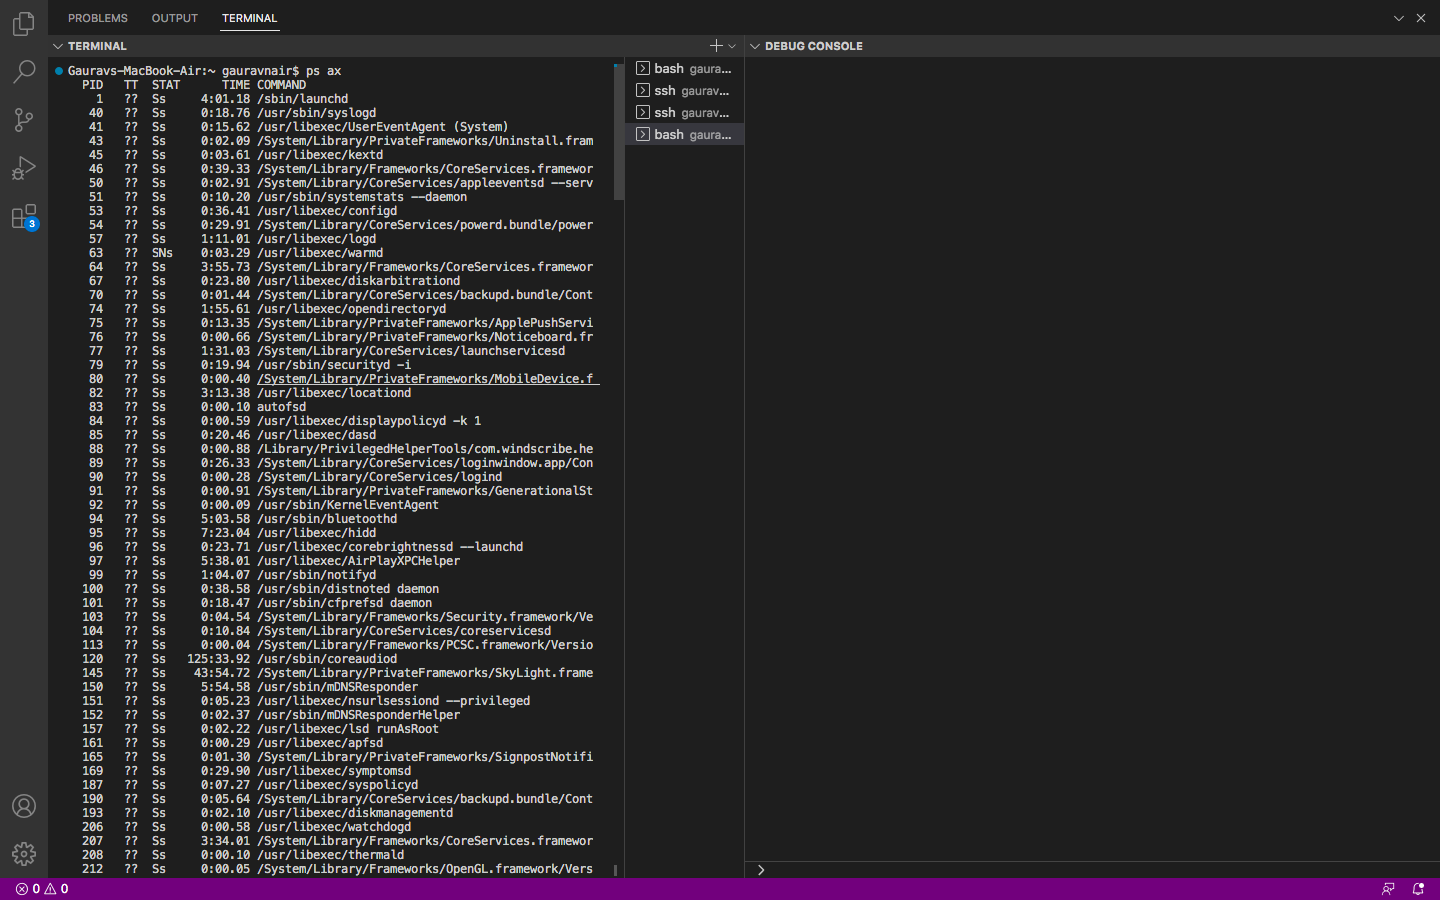 PROBLEMS OUTPUT TERMINAL
TERMINAL
Gauravs-MacBook-Air:~ gauravnair$ ps ax
PID TT STAT TIME COMMAND
1 ?? Ss 4:01.18 /sbin/launchd
40 ?? Ss 0:18.76 /usr/sbin/syslogd
41 ?? Ss 0:15.62 /usr/libexec/UserEventAgent (System)
43 ?? Ss 0:02.09 /System/Library/PrivateFrameworks/Uninstall.fram
45 ?? Ss 0:03.61 /usr/libexec/kextd
46 ?? Ss 0:39.33 /System/Library/Frameworks/CoreServices.framewor
50 ?? Ss 0:02.91 /System/Library/CoreServices/appleeventsd --serv
51 ?? Ss 0:10.20 /usr/sbin/systemstats --daemon
53 ?? Ss 0:36.41 /usr/libexec/configd
54 ?? Ss 0:29.91 /System/Library/CoreServices/powerd.bundle/power
57 ?? Ss 1:11.01 /usr/libexec/logd
63 ?? SNs 0:03.29 /usr/libexec/warmd
64 ?? Ss 3:55.73 /System/Library/Frameworks/CoreServices.framewor
67 ?? Ss 0:23.80 /usr/libexec/diskarbitrationd
70 ?? Ss 0:01.44 /System/Library/CoreServices/backupd.bundle/Cont
74 ?? Ss 1:55.61 /usr/libexec/opendirectoryd
75 ?? Ss 0:13.35 /System/Library/PrivateFrameworks/ApplePushServi
76 ?? Ss 0:00.66 /System/Library/PrivateFrameworks/Noticeboard.fr
77 ?? Ss 1:31.03 /System/Library/CoreServices/launchservicesd
79 ?? Ss 0:19.94 /usr/sbin/securityd -i
80 ?? Ss 0:00.40 /System/Library/PrivateFrameworks/MobileDevice.f
82 ?? Ss 3:13.38 /usr/libexec/locationd
83 ?? Ss 0:00.10 autofsd
84 ?? Ss 0:00.59 /usr/libexec/displaypolicyd -k 1
85 ?? Ss 0:20.46 /usr/libexec/dasd
88 ?? Ss 0:00.88 /Library/PrivilegedHelperTools/com.windscribe.he
89 ?? Ss 0:26.33 /System/Library/CoreServices/loginwindow.app/Con
90 ?? Ss 0:00.28 /System/Library/CoreServices/logind
91 ?? Ss 0:00.91 /System/Library/PrivateFrameworks/GenerationalSt
92 ?? Ss 0:00.09 /usr/sbin/KernelEventAgent
94 ?? Ss 5:03.58 /usr/sbin/bluetoothd
95 ?? Ss 7:23.04 /usr/libexec/hidd
96 ?? Ss 0:23.71 /usr/libexec/corebrightnessd --launchd
97 ?? Ss 5:38.01 /usr/libexec/AirPlayXPCHelper
99 ?? Ss 1:04.07 /usr/sbin/notifyd
100 ?? Ss 0:38.58 /usr/sbin/distnoted daemon
101 ?? Ss 0:18.47 /usr/sbin/cfprefsd daemon
103 ?? Ss 0:04.54 /System/Library/Frameworks/Security.framework/Ve
104 ?? Ss 0:10.84 /System/Library/CoreServices/coreservicesd
113 ?? Ss 0:00.04 /System/Library/Frameworks/PCSC.framework/Versio
120 ?? Ss 125:33.92 /usr/sbin/coreaudiod
145 ?? Ss 43:54.72 /System/Library/PrivateFrameworks/SkyLight.frame
150 ?? Ss 5:54.58 /usr/sbin/mDNSResponder
151 ?? Ss 0:05.23 /usr/libexec/nsurlsessiond --privileged
152 ?? Ss 0:02.37 /usr/sbin/mDNSResponderHelper
157 ?? Ss 0:02.22 /usr/libexec/lsd runAsRoot
161 ?? Ss 0:00.29 /usr/libexec/apfsd
165 ?? Ss 0:01.30 /System/Library/PrivateFrameworks/SignpostNotifi
169 ?? Ss 0:29.90 /usr/libexec/symptomsd
187 ?? Ss 0:07.27 /usr/libexec/syspolicyd
190 ?? Ss 0:05.64 /System/Library/CoreServices/backupd.bundle/Cont
193 ?? Ss 0:02.10 /usr/libexec/diskmanagementd
206 ?? Ss 0:00.58 /usr/libexec/watchdogd
207 ?? Ss 3:34.01 /System/Library/Frameworks/CoreServices.framewor
208 ?? Ss 0:00.10 /usr/libexec/thermald
212 ?? Ss 0:00.05 /System/Library/Frameworks/OpenGL.framework/Vers
bash gaura...
ssh gaurav...
ssh gaurav...
bash gaura...
DEBUG CONSOLE
3
0 0